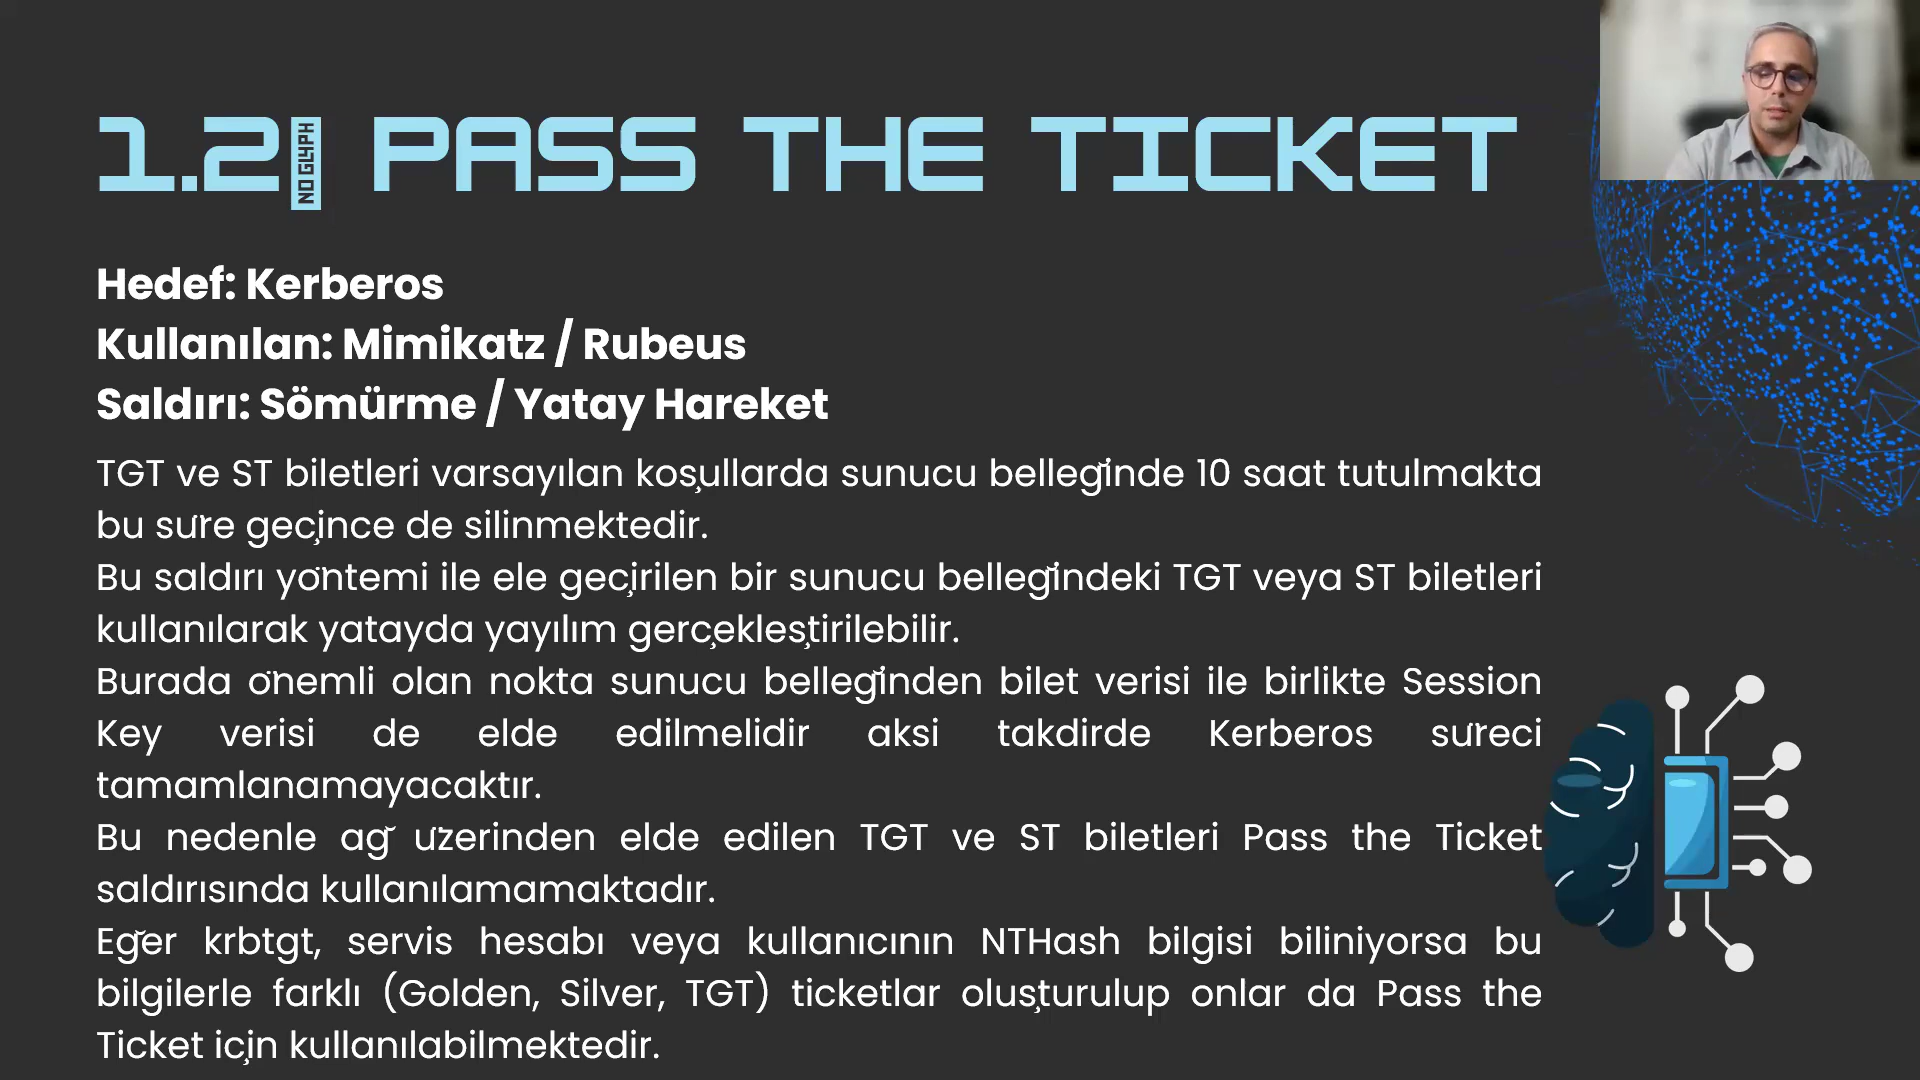 1.2 PASS THE TICKET
NO GLYPH
Hedef: Kerberos
Kullanılan: Mimikatz / Rubeus
Saldırı: Sömürme / Yatay Hareket
TGT ve ST biletleri varsayılan koşullarda sunucu belleğinde 10 saat tutulmakta
bu süre geçince de silinmektedir.
Bu saldırı yöntemi ile ele geçirilen bir sunucu belleğindeki TGT veya ST biletleri
kullanılarak yatayda yayılım gerçekleştirilebilir.
Burada önemli olan nokta sunucu belleğinden bilet verisi ile birlikte Session
Key verisi de elde edilmelidir aksi takdirde Kerberos süreci
tamamlanamayacaktır.
Bu nedenle ağ üzerinden elde edilen TGT ve ST biletleri Pass the Ticket
saldırısında kullanılamamaktadır.
Eğer krbtgt, servis hesabı veya kullanıcının NTHash bilgisi biliniyorsa bu
bilgilerle farklı (Golden, Silver, TGT) ticketlar oluşturulup onlar da Pass the
Ticket için kullanılabilmektedir.